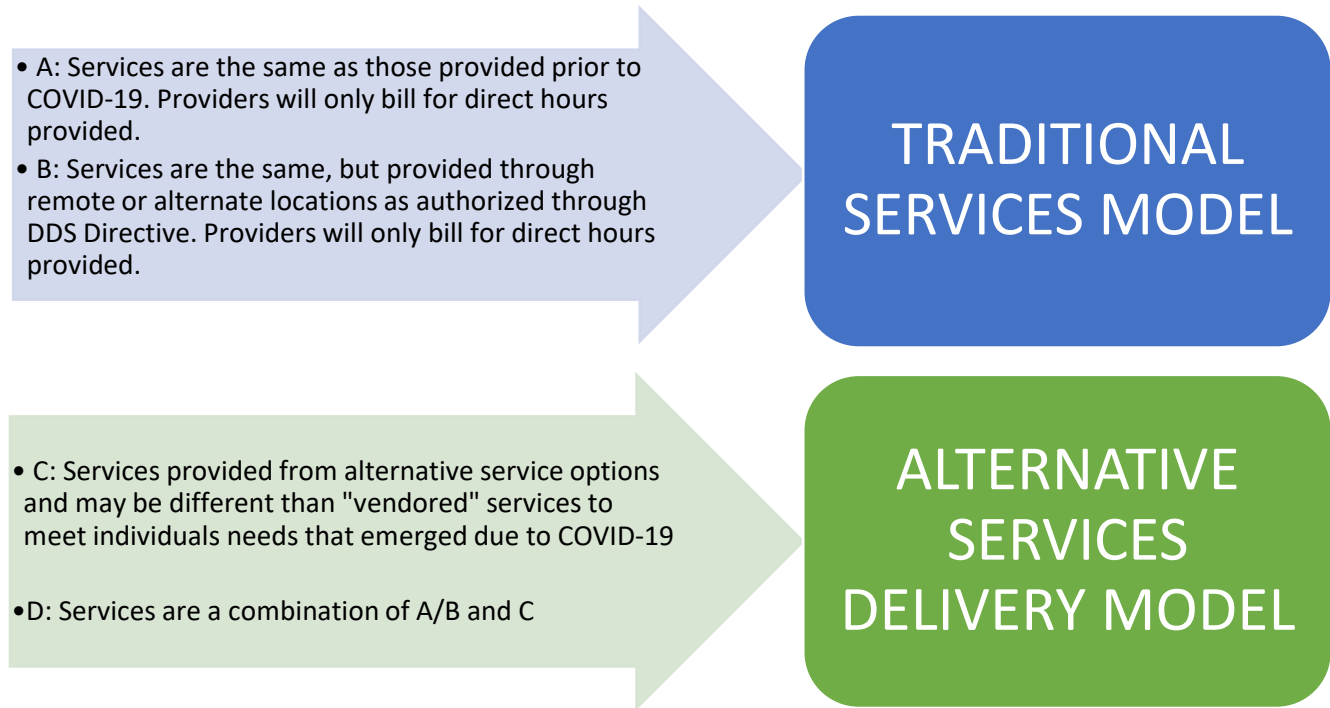 • A: Services are the same as those provided prior to
COVID-19. Providers will only bill for direct hours
provided.
• B: Services are the same, but provided through
remote or alternate locations as authorized through
DDS Directive. Providers will only bill for direct hours
provided.
TRADITIONAL
SERVICES MODEL
• C: Services provided from alternative service options
and may be different than "vendored" services to
meet individuals needs that emerged due to COVID-19
•D: Services are a combination of A/B and C
ALTERNATIVE
SERVICES
DELIVERY MODEL